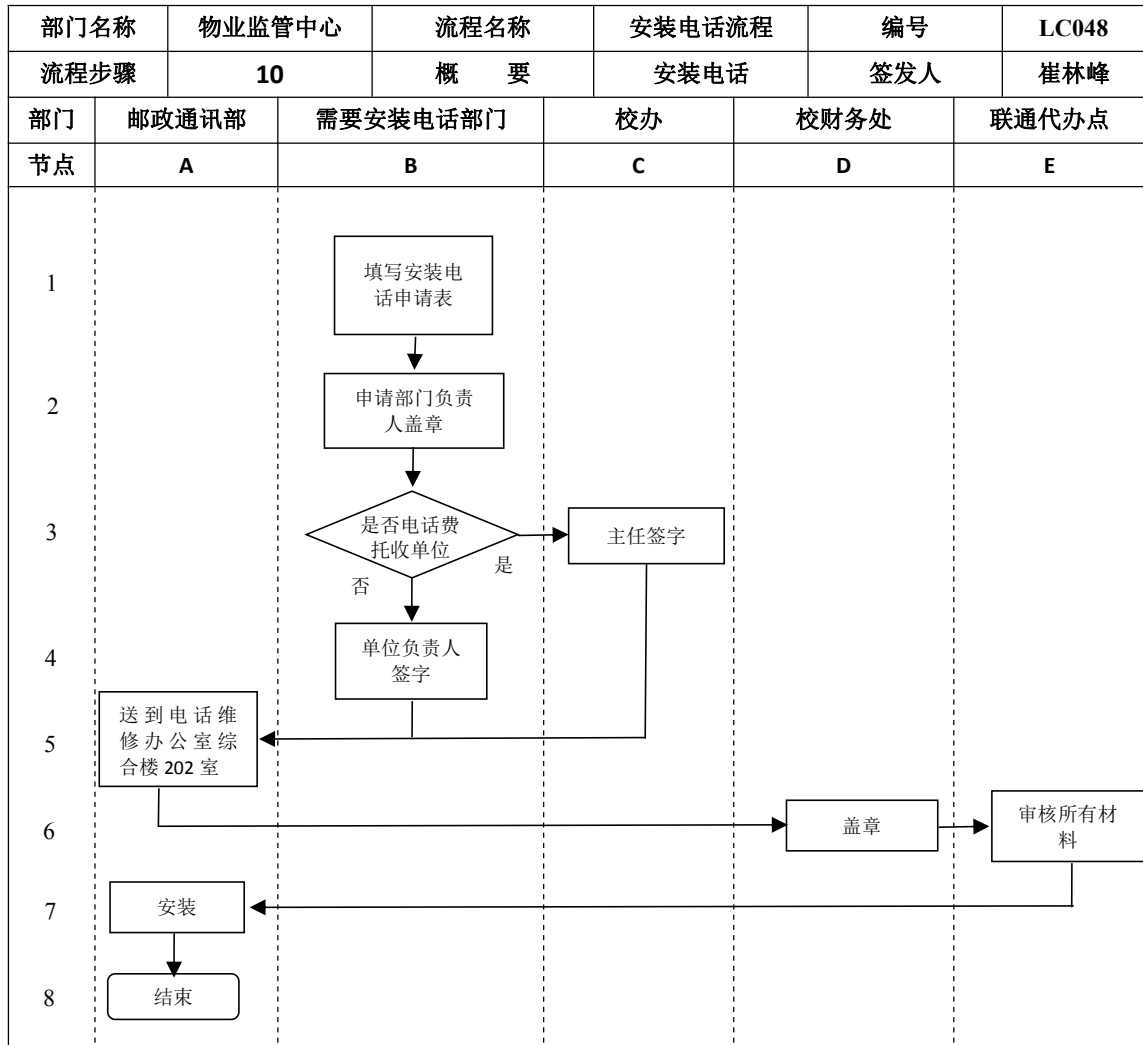 部门名称 物业监管中心 流程名称 安装电话流程 编号 LC048
流程步骤 10 概 要 安装电话 签发人 崔林峰
部门 邮政通讯部 需要安装电话部门 校办 校财务处 联通代办点
节点 A B C D E
1
填写安装电
话申请表
2
申请部门负责
人盖章
3
是否电话费
托收单位
主任签字
是
否
4
单位负责人
签字
5
送到电话维
修办公室综
合楼 202 室
6
盖章
审核所有材
料
7
安装
8
结束